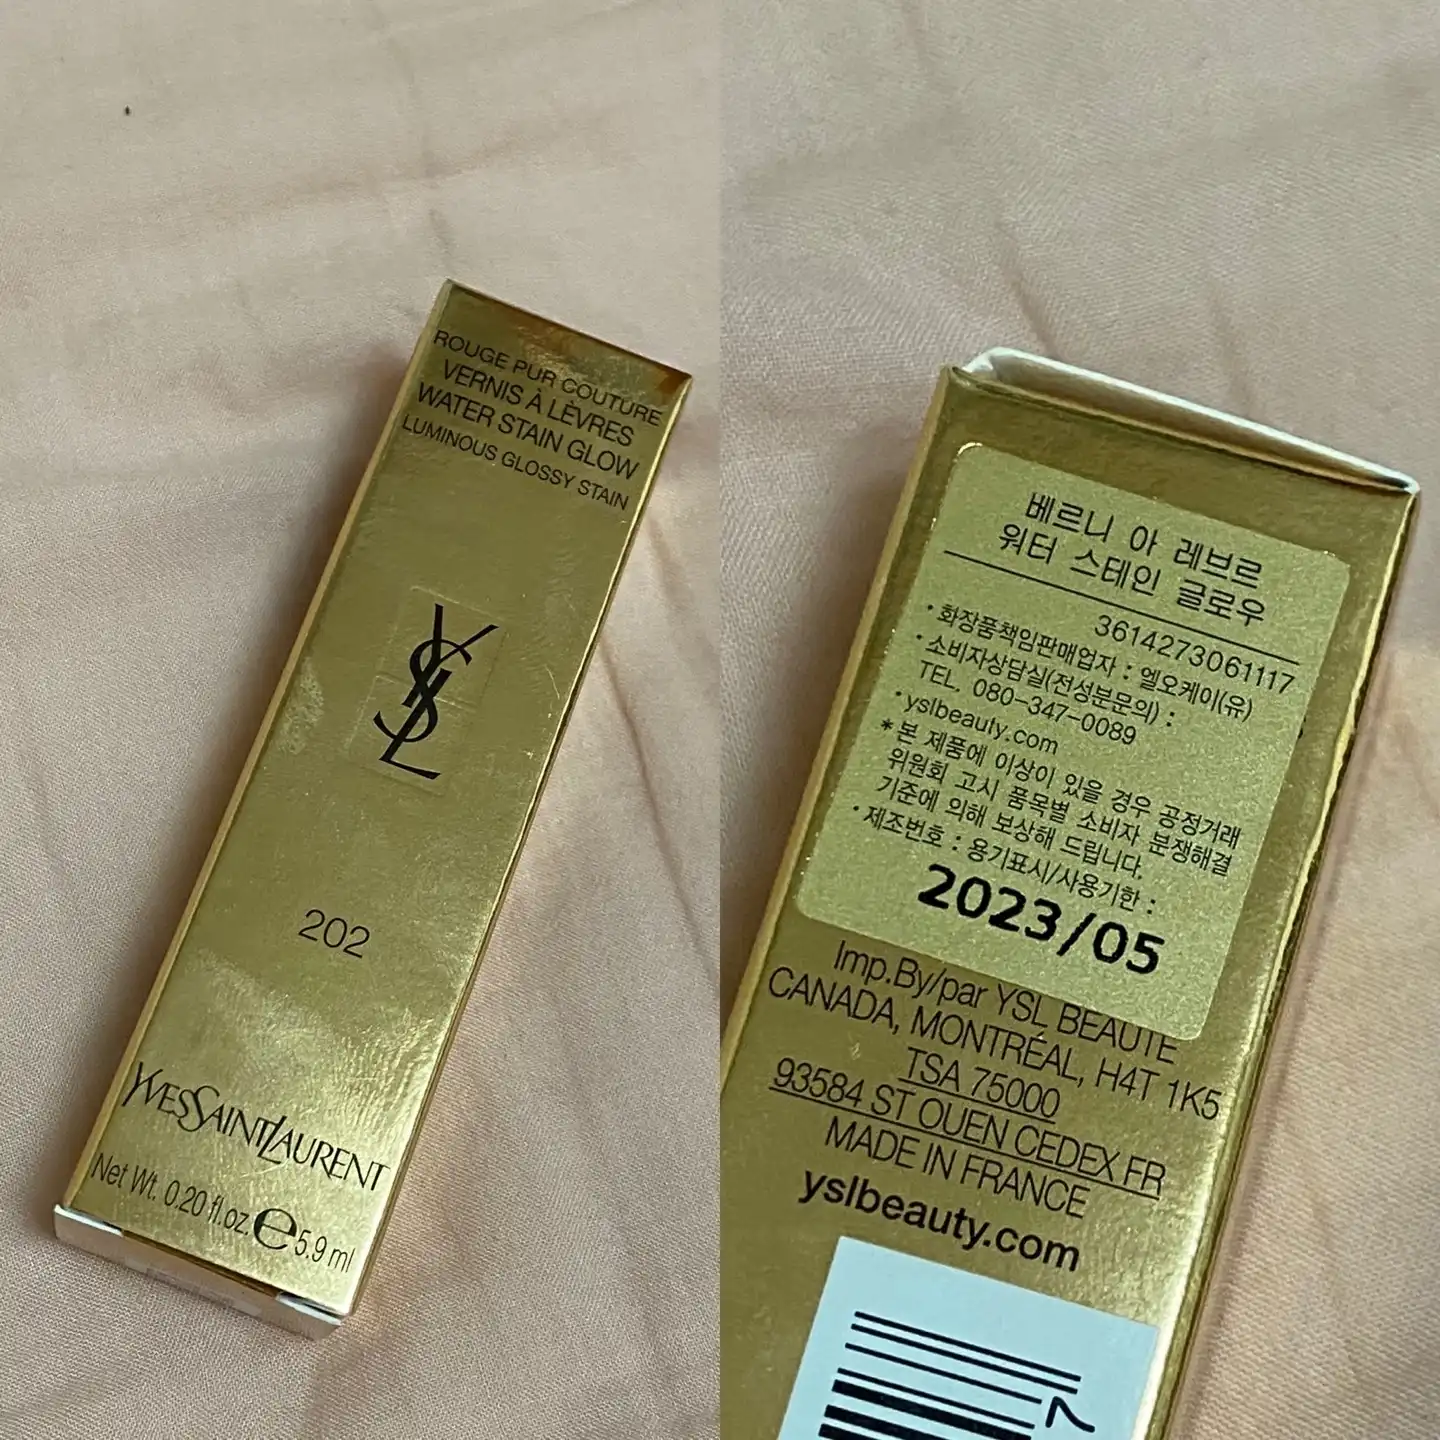 ROUGE PUR COUTURE
VERNIS À LÈVRES
WATER STAIN GLOW
LUMINOUS GLOSSY STAIN
YSL
202
YVESSAINTLAURENT
Net Wt. 0.20 fl.oz. ℮ 5.9 ml
베르니 아 레브르
워터 스테인 글로우
3614273061117
・화장품책임판매업자 : 엘오케이(유)
・소비자상담실(전성분문의) :
TEL. 080-347-0089
・yslbeauty.com
*본 제품에 이상이 있을 경우 공정거래
위원회 고시 품목별 소비자 분쟁해결
기준에 의해 보상해 드립니다.
・제조번호 : 용기표시/사용기한 :
2023/05
Imp.By/par YSL BEAUTE
CANADA, MONTRÉAL, H4T 1K5
TSA 75000
93584 ST OUEN CEDEX FR
MADE IN FRANCE
yslbeauty.com
7